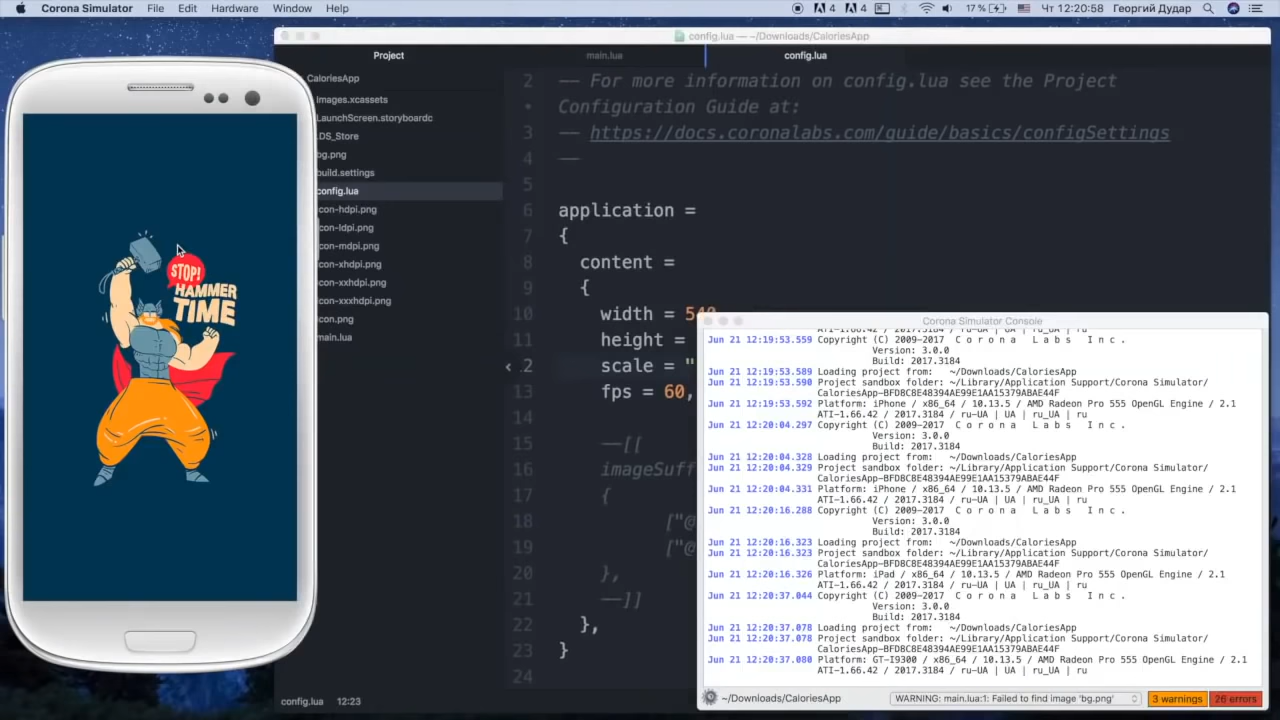 Corona Simulator File Edit Hardware Window Help
4 4 17% Чт 12:20:58 Георгий Дудар
config.lua — ~/Downloads/CaloriesApp
Project
main.lua
config.lua
CaloriesApp
Images.xcassets
LaunchScreen.storyboardc
.DS_Store
bg.png
build.settings
config.lua
con-hdpi.png
con-ldpi.png
con-mdpi.png
con-xhdpi.png
con-xxhdpi.png
con-xxxhdpi.png
con.png
main.lua
2 -- For more information on config.lua see the Project
• Configuration Guide at:
3 -- https://docs.coronalabs.com/guide/basics/configSettings
4 --
5
6 application =
7 {
8 content =
9 {
10 width = 540
11 height =
‹ 2 scale = "
13 fps = 60,
14
15 --[[
16 imageSuff
17 {
18 ["@
19 ["@
20 },
21 --]]
22 },
23 }
24
config.lua 12:23
STOP!
HAMMER
TIME
Corona Simulator Console
ATI-1.66.42 / 2017.3184 / ru-UA | UA | ru_UA | ru
Jun 21 12:19:53.559 Copyright (C) 2009-2017 C o r o n a L a b s I n c .
Version: 3.0.0
Build: 2017.3184
Jun 21 12:19:53.589 Loading project from: ~/Downloads/CaloriesApp
Jun 21 12:19:53.590 Project sandbox folder: ~/Library/Application Support/Corona Simulator/
CaloriesApp-BFD8C8E48394AE99E1AA15379ABAE44F
Jun 21 12:19:53.592 Platform: iPhone / x86_64 / 10.13.5 / AMD Radeon Pro 555 OpenGL Engine / 2.1
ATI-1.66.42 / 2017.3184 / ru-UA | UA | ru_UA | ru
Jun 21 12:20:04.297 Copyright (C) 2009-2017 C o r o n a L a b s I n c .
Version: 3.0.0
Build: 2017.3184
Jun 21 12:20:04.328 Loading project from: ~/Downloads/CaloriesApp
Jun 21 12:20:04.329 Project sandbox folder: ~/Library/Application Support/Corona Simulator/
CaloriesApp-BFD8C8E48394AE99E1AA15379ABAE44F
Jun 21 12:20:04.331 Platform: iPhone / x86_64 / 10.13.5 / AMD Radeon Pro 555 OpenGL Engine / 2.1
ATI-1.66.42 / 2017.3184 / ru-UA | UA | ru_UA | ru
Jun 21 12:20:16.288 Copyright (C) 2009-2017 C o r o n a L a b s I n c .
Version: 3.0.0
Build: 2017.3184
Jun 21 12:20:16.323 Loading project from: ~/Downloads/CaloriesApp
Jun 21 12:20:16.323 Project sandbox folder: ~/Library/Application Support/Corona Simulator/
CaloriesApp-BFD8C8E48394AE99E1AA15379ABAE44F
Jun 21 12:20:16.326 Platform: iPad / x86_64 / 10.13.5 / AMD Radeon Pro 555 OpenGL Engine / 2.1
ATI-1.66.42 / 2017.3184 / ru-UA | UA | ru_UA | ru
Jun 21 12:20:37.044 Copyright (C) 2009-2017 C o r o n a L a b s I n c .
Version: 3.0.0
Build: 2017.3184
Jun 21 12:20:37.078 Loading project from: ~/Downloads/CaloriesApp
Jun 21 12:20:37.078 Project sandbox folder: ~/Library/Application Support/Corona Simulator/
CaloriesApp-BFD8C8E48394AE99E1AA15379ABAE44F
Jun 21 12:20:37.080 Platform: GT-I9300 / x86_64 / 10.13.5 / AMD Radeon Pro 555 OpenGL Engine / 2.1
ATI-1.66.42 / 2017.3184 / ru-UA | UA | ru_UA | ru
~/Downloads/CaloriesApp WARNING: main.lua:1: Failed to find image 'bg.png' 3 warnings 26 errors